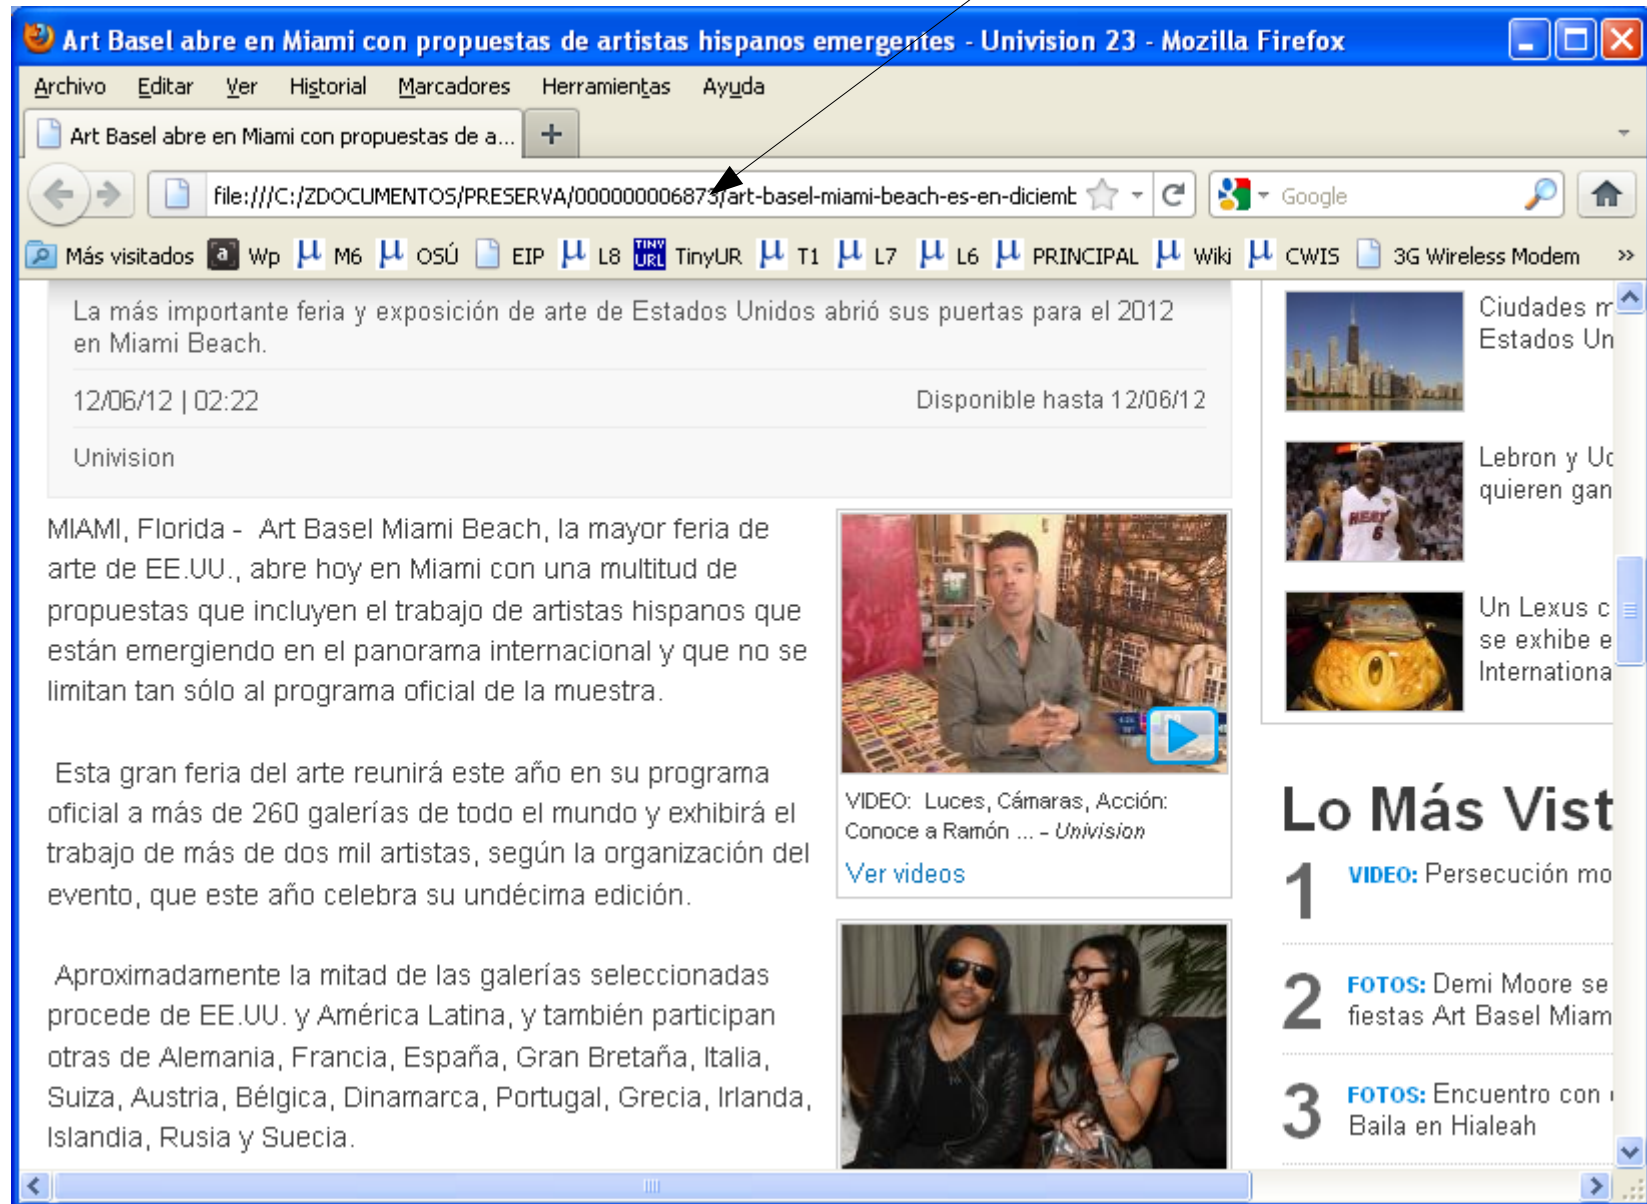 Art Basel abre en Miami con propuestas de artistas hispanos emergentes - Univision 23 - Mozilla Firefox
Archivo Editar Ver Historial Marcadores Herramientas Ayuda
Art Basel abre en Miami con propuestas de a... +
file:///C:/ZDOCUMENTOS/PRESERVA/000000006873/art-basel-miami-beach-es-en-diciemb Google
Más visitados a Wp μ M6 μ OSÚ EIP μ L8 TINY URL TinyUR μ T1 μ L7 μ L6 μ PRINCIPAL μ Wiki μ CWIS 3G Wireless Modem »
La más importante feria y exposición de arte de Estados Unidos abrió sus puertas para el 2012
en Miami Beach.
12/06/12 | 02:22 Disponible hasta 12/06/12
Univision
MIAMI, Florida - Art Basel Miami Beach, la mayor feria de
arte de EE.UU., abre hoy en Miami con una multitud de
propuestas que incluyen el trabajo de artistas hispanos que
están emergiendo en el panorama internacional y que no se
limitan tan sólo al programa oficial de la muestra.
Esta gran feria del arte reunirá este año en su programa
oficial a más de 260 galerías de todo el mundo y exhibirá el
trabajo de más de dos mil artistas, según la organización del
evento, que este año celebra su undécima edición.
Aproximadamente la mitad de las galerías seleccionadas
procede de EE.UU. y América Latina, y también participan
otras de Alemania, Francia, España, Gran Bretaña, Italia,
Suiza, Austria, Bélgica, Dinamarca, Portugal, Grecia, Irlanda,
Islandia, Rusia y Suecia.
VIDEO: Luces, Cámaras, Acción:
Conoce a Ramón ... - Univision
Ver videos
Ciudades m
Estados Un
Lebron y
quieren gan
HEAT
6
Un Lexus c
se exhibe e
Internationa
Lo Más Vist
1 VIDEO: Persecución mo
2 FOTOS: Demi Moore se
fiestas Art Basel Miam
3 FOTOS: Encuentro con
Baila en Hialeah